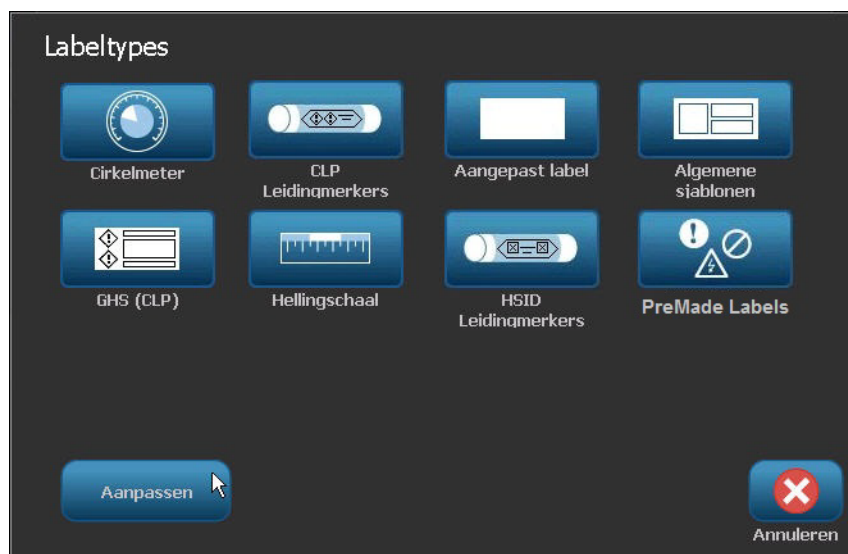 Labeltypes
Cirkelmeter
CLP
Leidingmerkers
Aangepast label
Algemene
sjablonen
GHS (CLP)
Hellingschaal
HSID
Leidingmerkers
PreMade Labels
Aanpassen
Annuleren